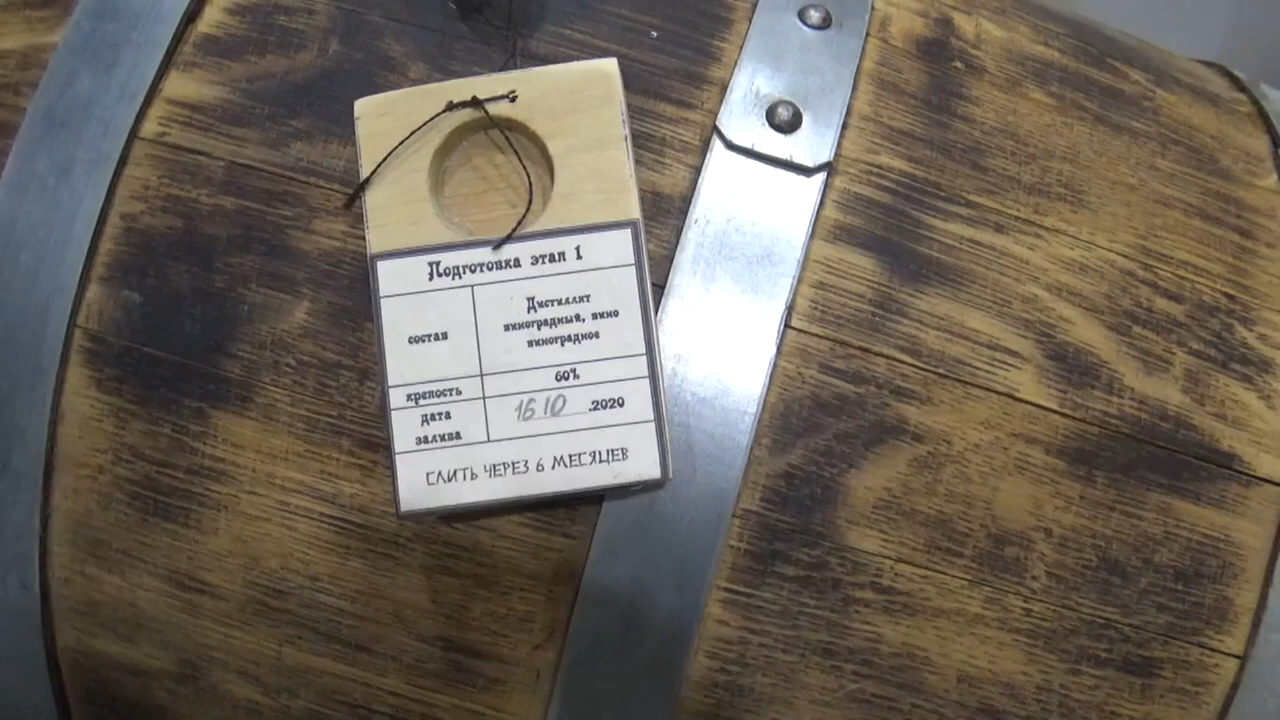 Подготовка этап 1
состав
Дистиллят
виноградный, вино
виноградное
крепость
60%
дата
залива
16 10 .2020
СЛИТЬ ЧЕРЕЗ 6 МЕСЯЦЕВ